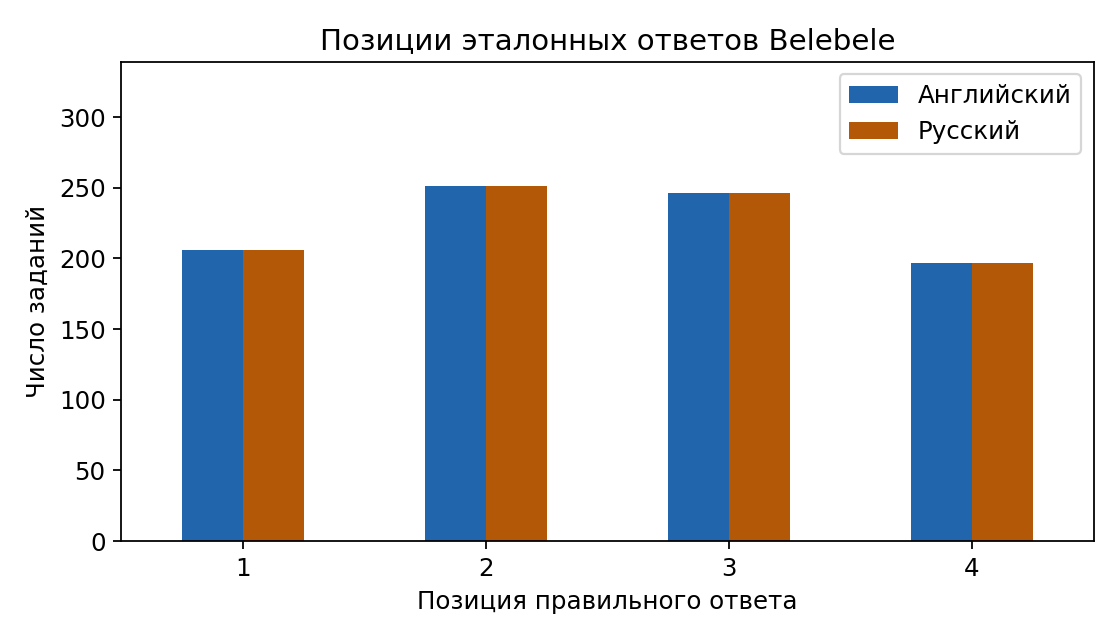 Позиции эталонных ответов Belebele
Английский
Русский
Число заданий
300
250
200
150
100
50
0
1 2 3 4
Позиция правильного ответа